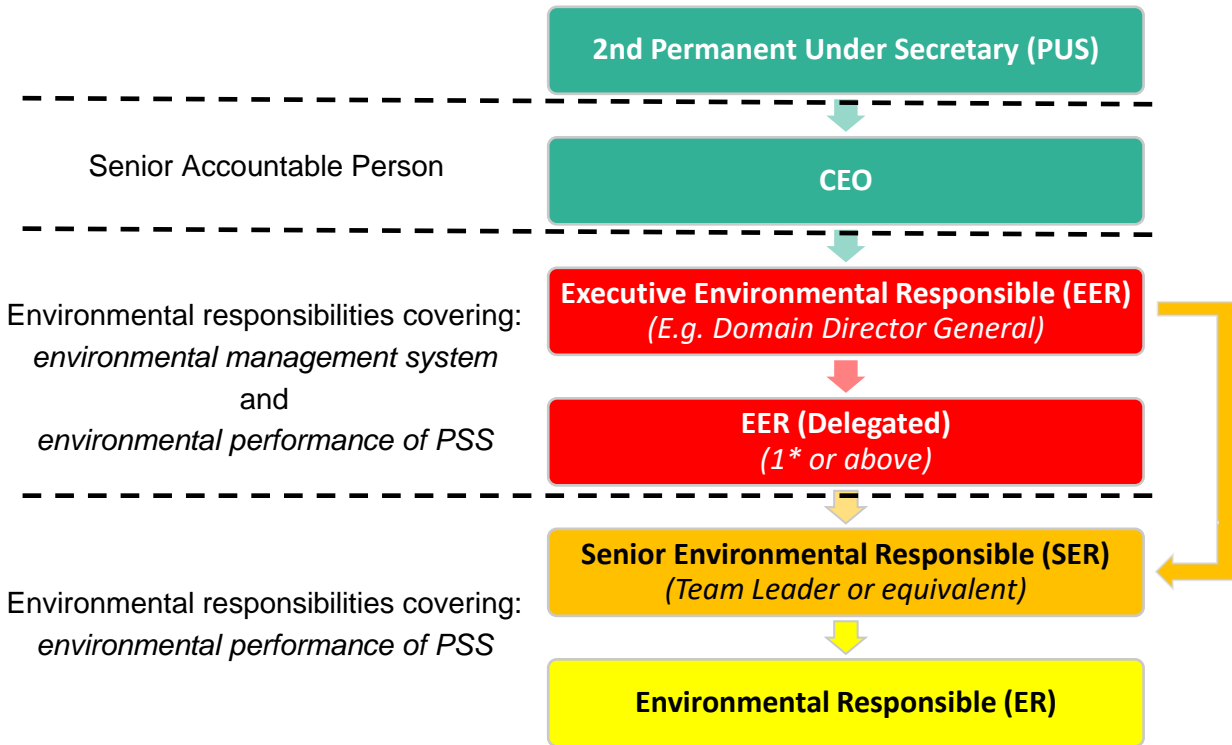 2nd Permanent Under Secretary (PUS)
Senior Accountable Person
CEO
Environmental responsibilities covering:
environmental management system
and
environmental performance of PSS
Executive Environmental Responsible (EER)
(E.g. Domain Director General)
EER (Delegated)
(1* or above)
Environmental responsibilities covering:
environmental performance of PSS
Senior Environmental Responsible (SER)
(Team Leader or equivalent)
Environmental Responsible (ER)